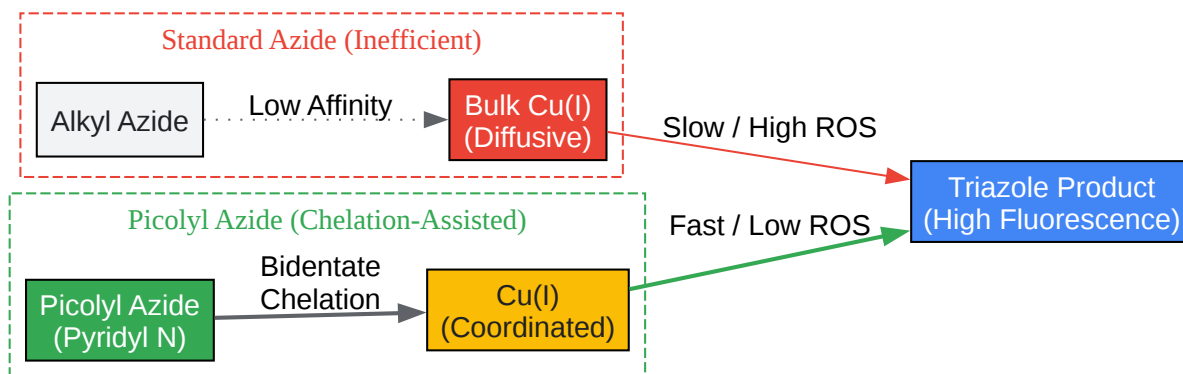 Standard Azide (Inefficient)
Alkyl Azide
Low Affinity
Bulk Cu(I)
(Diffusive)
Slow / High ROS
Triazole Product
(High Fluorescence)
Picolyl Azide (Chelation-Assisted)
Fast / Low ROS
Picolyl Azide
(Pyridyl N)
Bidentate
Chelation
Cu(I)
(Coordinated)